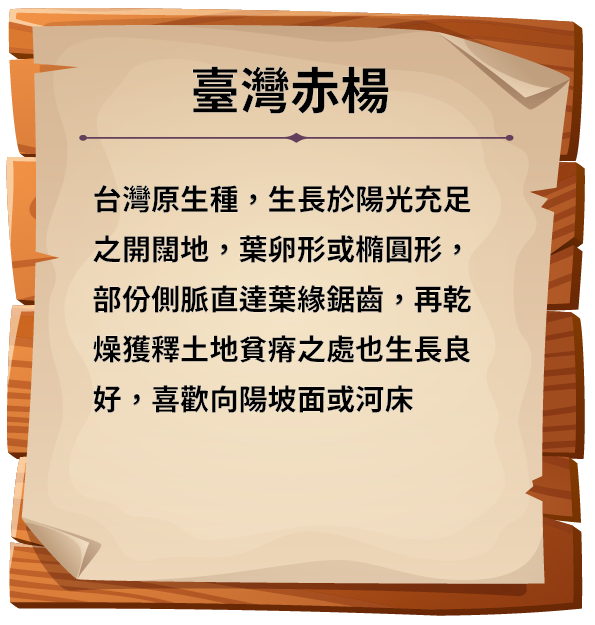 臺灣赤楊
台灣原生種，生長於陽光充足
之開闊地，葉卵形或橢圓形，
部份側脈直達葉緣鋸齒，再乾
燥獲釋土地貧瘠之處也生長良
好，喜歡向陽坡面或河床